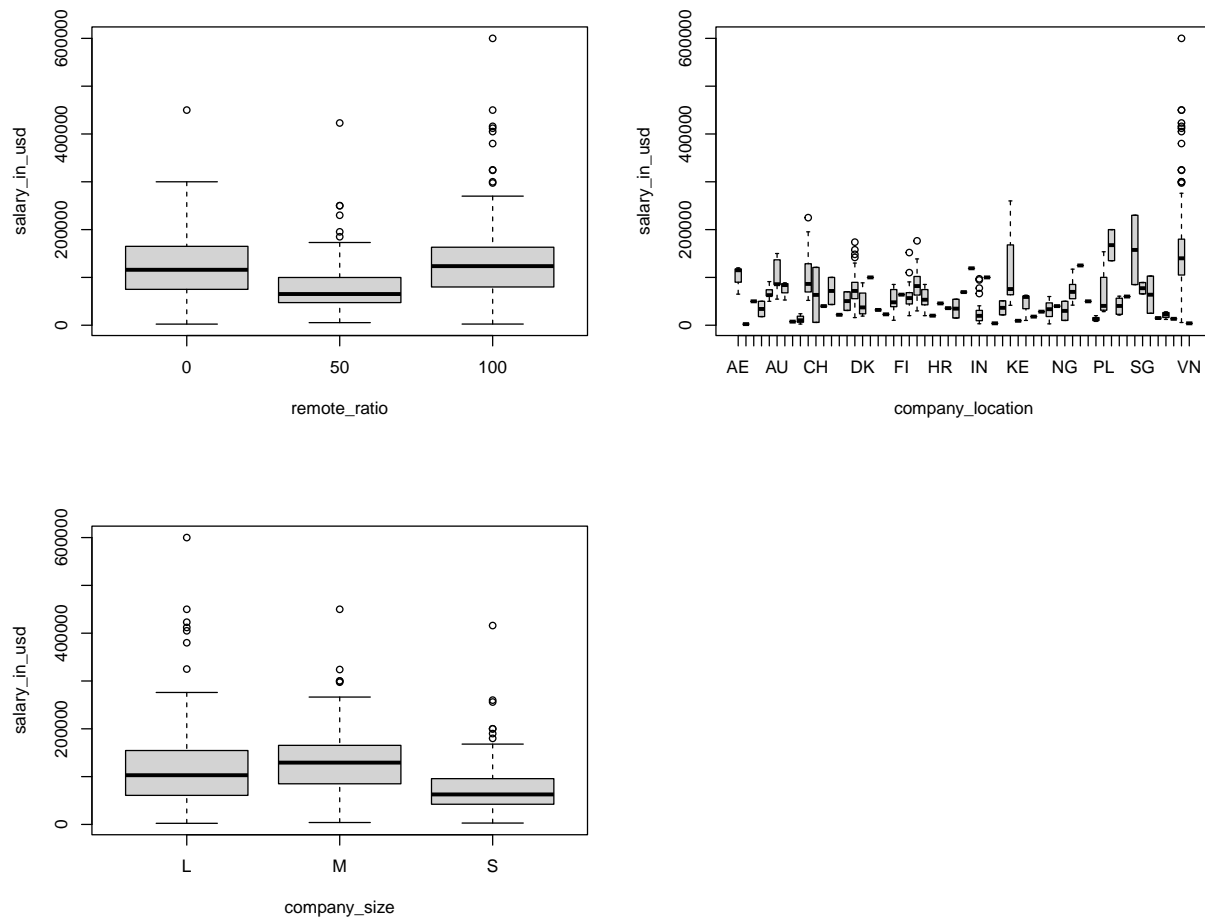 salary_in_usd
600000
400000
200000
0
0 50 100
remote_ratio
salary_in_usd
600000
400000
200000
0
AE AU CH DK FI HR IN KE NG PL SG VN
company_location
salary_in_usd
600000
400000
200000
0
L M S
company_size